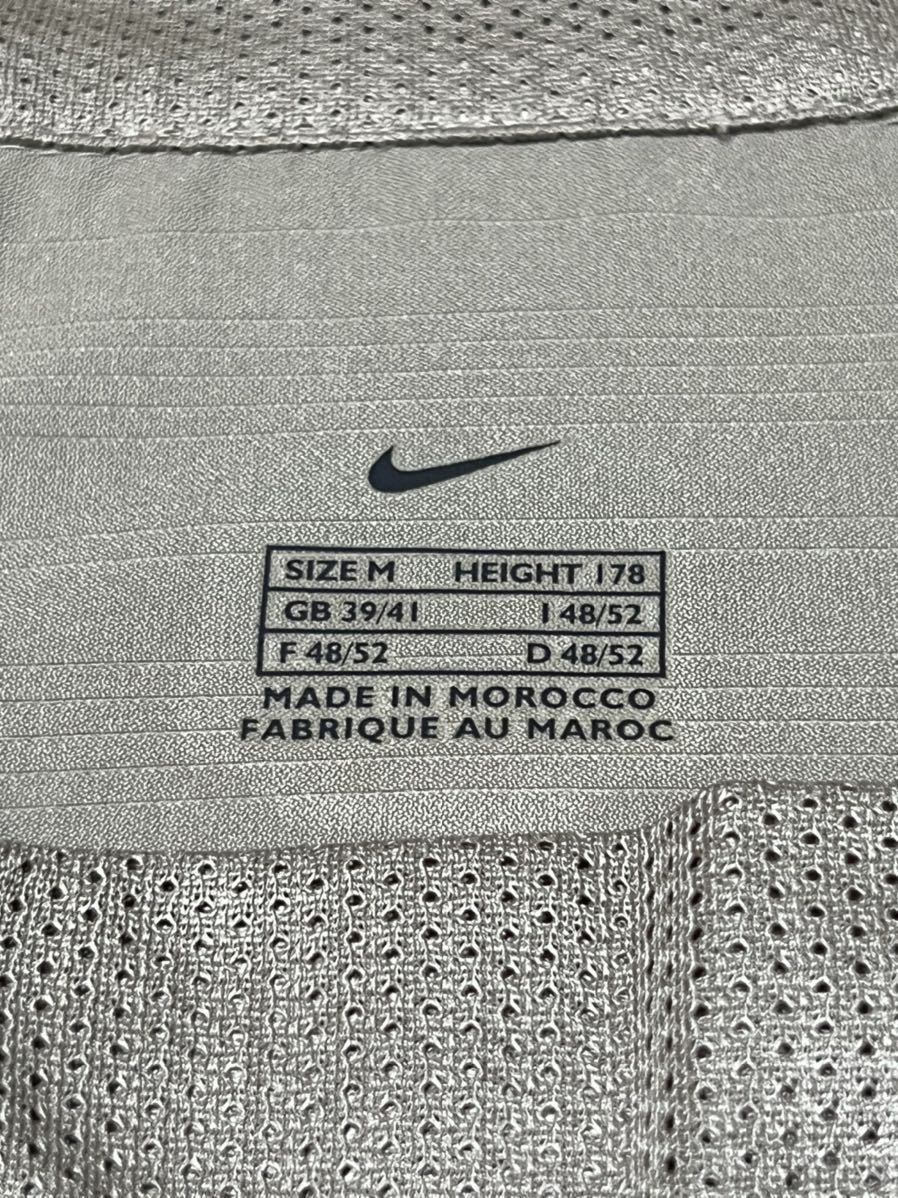 SIZE M HEIGHT 178
GB 39/41 I 48/52
F 48/52 D 48/52
MADE IN MOROCCO
FABRIQUE AU MAROC